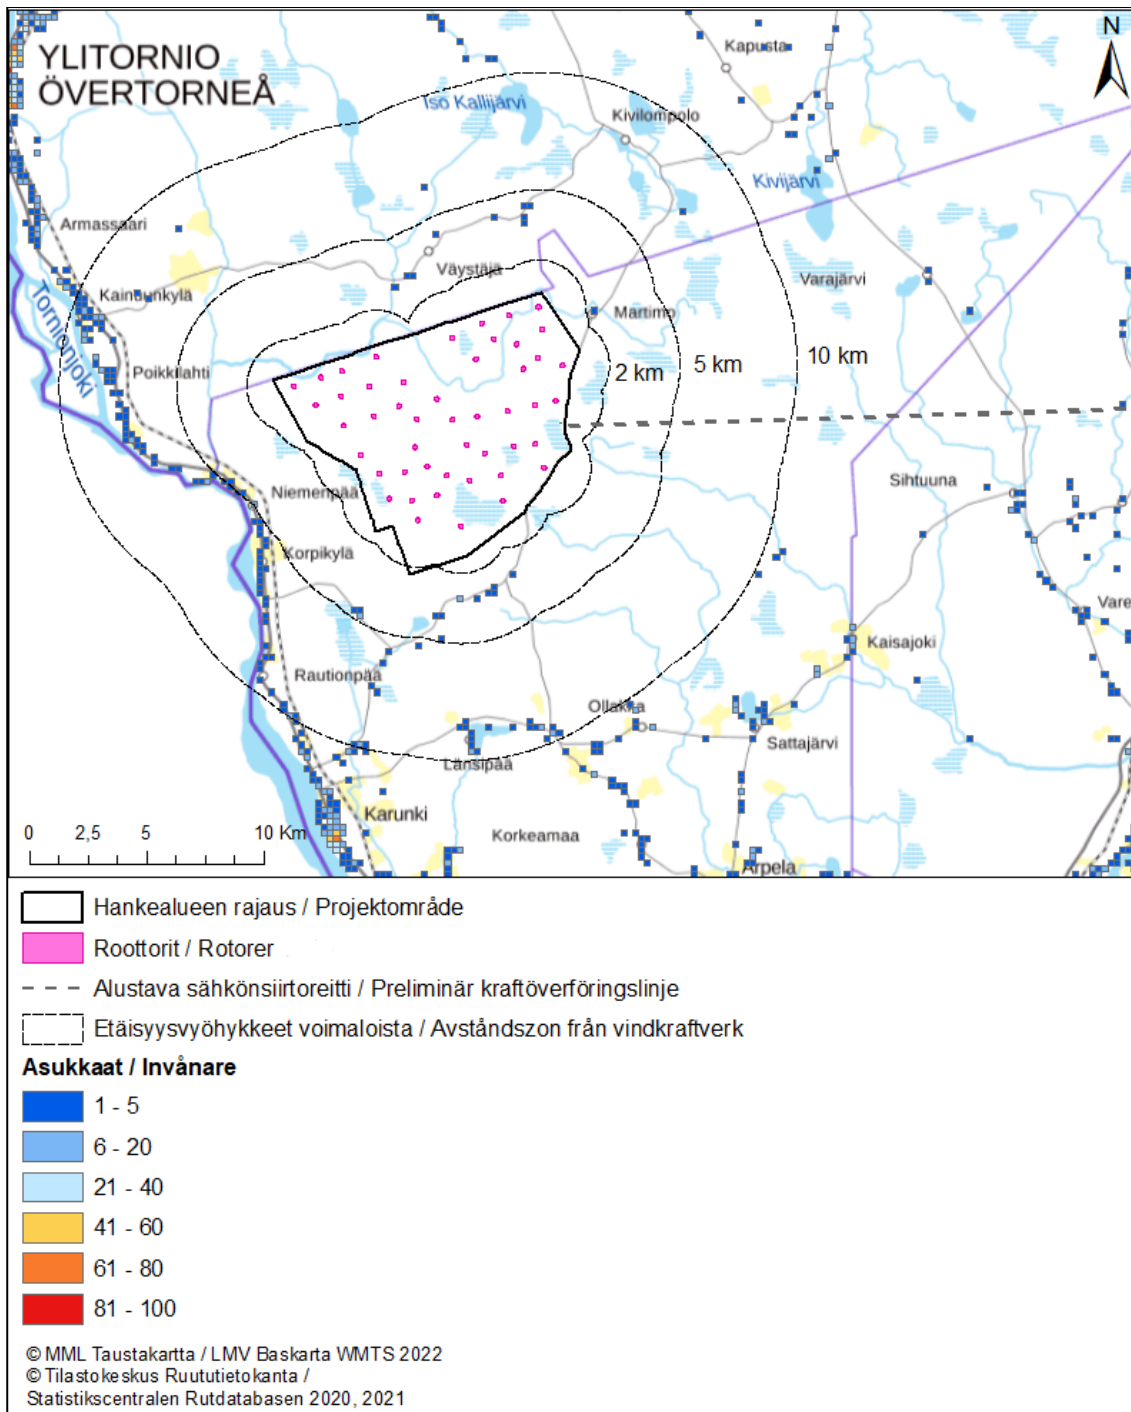 YLITORNIO
ÖVERTORNEÅ
N
Kapusta
Iso Kallijärvi
Kivilompolo
Kivijärvi
Armassaari
Väystäjä
Varajärvi
Kainuunkylä
Tornionjoki
Martimo
Poikkilahti
2 km
5 km
10 km
Niemenpää
Sihtuuna
Korpikylä
Vare
Kaisajoki
Rautionpää
Ollakka
Sattajärvi
Länsipää
Karunki
Korkeamaa
Arpela
0 2,5 5 10 Km
Hankealueen rajaus / Projektområde
Roottorit / Rotorer
Alustava sähkönsiirtoreitti / Preliminär kraftöverföringslinje
Etäisyysvyöhykkeet voimaloista / Avståndszon från vindkraftverk
Asukkaat / Invånare
1 - 5
6 - 20
21 - 40
41 - 60
61 - 80
81 - 100
© MML Taustakartta / LMV Baskarta WMTS 2022
© Tilastokeskus Ruututietokanta /
Statistikscentralen Rutdatabasen 2020, 2021